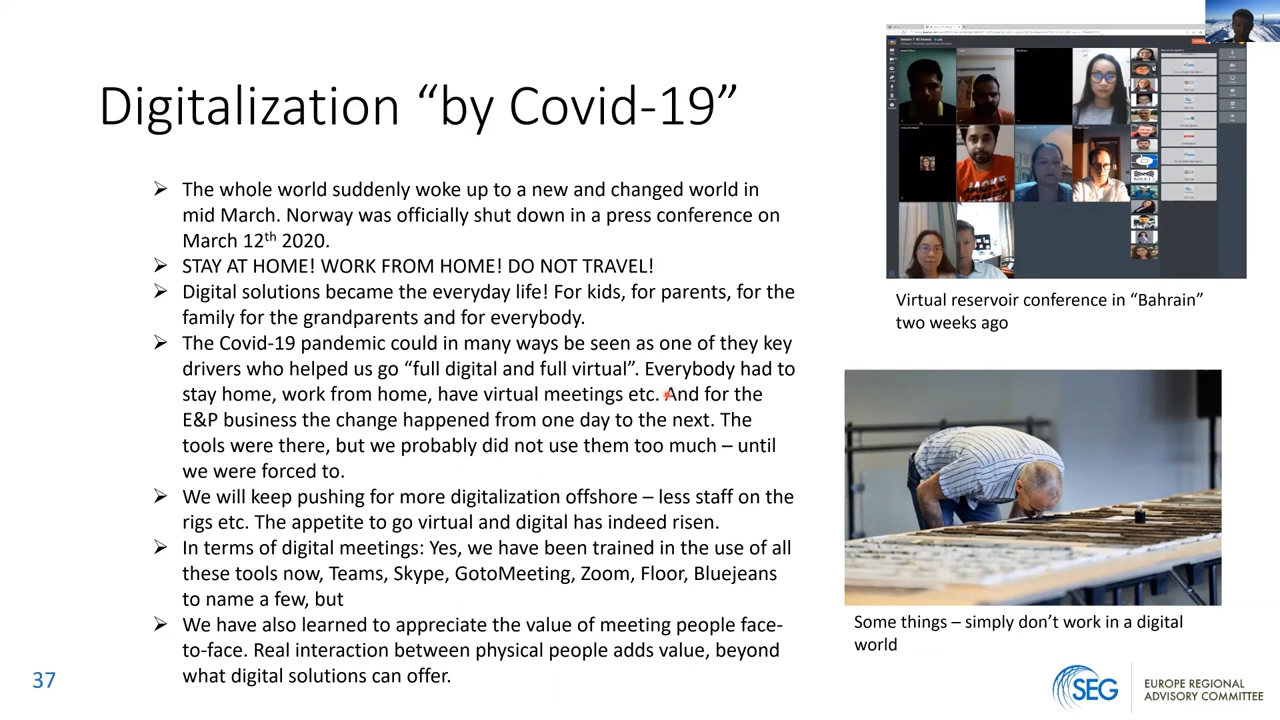 Digitalization “by Covid-19”
➢ The whole world suddenly woke up to a new and changed world in
mid March. Norway was officially shut down in a press conference on
March 12th 2020.
➢ STAY AT HOME! WORK FROM HOME! DO NOT TRAVEL!
➢ Digital solutions became the everyday life! For kids, for parents, for the
family for the grandparents and for everybody.
➢ The Covid-19 pandemic could in many ways be seen as one of they key
drivers who helped us go “full digital and full virtual”. Everybody had to
stay home, work from home, have virtual meetings etc. And for the
E&P business the change happened from one day to the next. The
tools were there, but we probably did not use them too much – until
we were forced to.
➢ We will keep pushing for more digitalization offshore – less staff on the
rigs etc. The appetite to go virtual and digital has indeed risen.
➢ In terms of digital meetings: Yes, we have been trained in the use of all
these tools now, Teams, Skype, GotoMeeting, Zoom, Floor, Bluejeans
to name a few, but
➢ We have also learned to appreciate the value of meeting people face-
to-face. Real interaction between physical people adds value, beyond
what digital solutions can offer.
Virtual reservoir conference in “Bahrain”
two weeks ago
Some things – simply don’t work in a digital
world
37
SEG
EUROPE REGIONAL
ADVISORY COMMITTEE